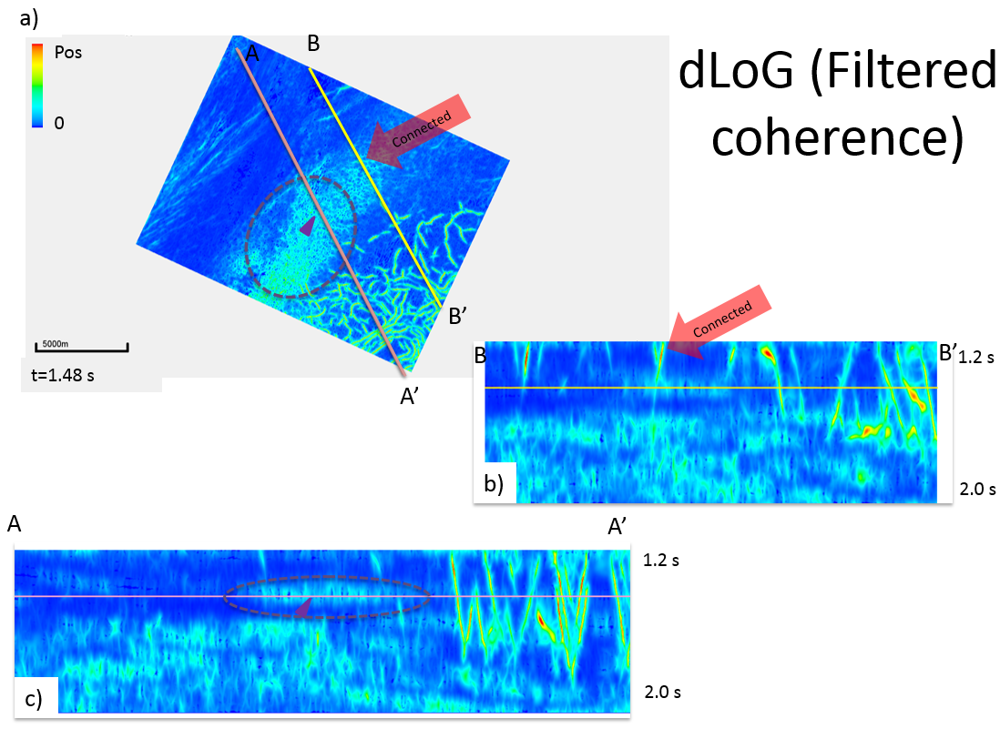 a)
Pos
0
A
B
Connected
dLoG (Filtered
coherence)
B’
5000m
t=1.48 s
A’
Connected
B
B’
1.2 s
b)
2.0 s
A
A’
1.2 s
c)
2.0 s